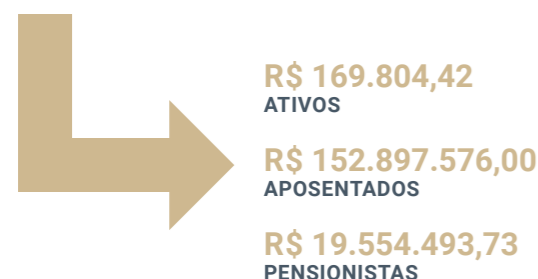 R$ 169.804,42
ATIVOS
R$ 152.897.576,00
APOSENTADOS
R$ 19.554.493,73
PENSIONISTAS